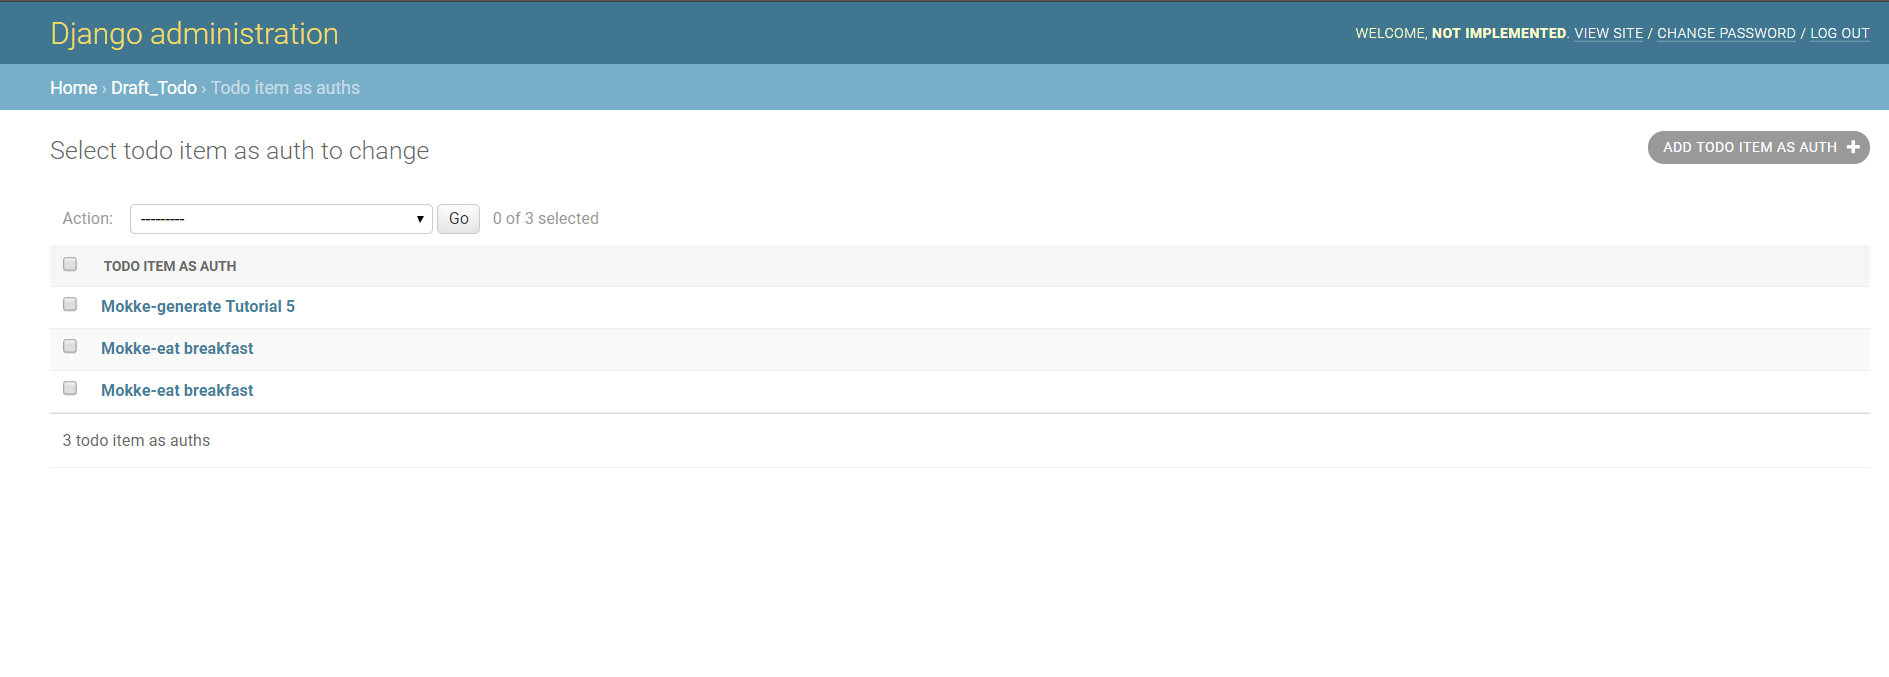 Django administration
WELCOME, NOT IMPLEMENTED. VIEW SITE / CHANGE PASSWORD / LOG OUT
Home › Draft_Todo › Todo item as auths
Select todo item as auth to change
ADD TODO ITEM AS AUTH +
Action: --------- Go 0 of 3 selected
TODO ITEM AS AUTH
Mokke-generate Tutorial 5
Mokke-eat breakfast
Mokke-eat breakfast
3 todo item as auths